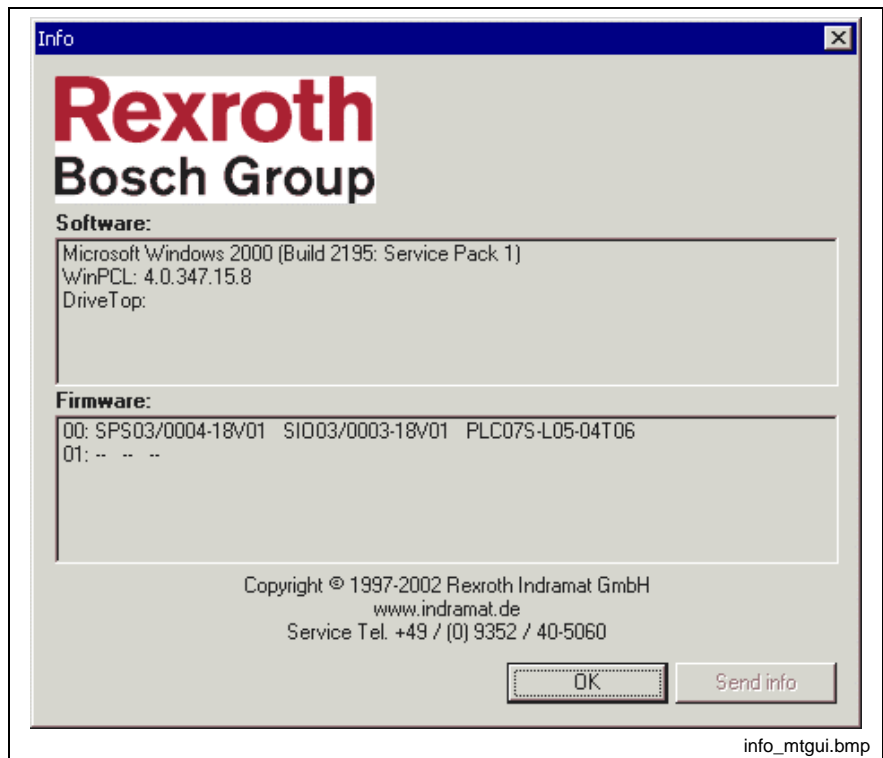 Info
Rexroth
Bosch Group
Software:
Microsoft Windows 2000 (Build 2195: Service Pack 1)
WinPCL: 4.0.347.15.8
DriveTop:
Firmware:
00: SPS03/0004-18V01 SIO03/0003-18V01 PLC07S-L05-04T06
01: -- -- --
Copyright © 1997-2002 Rexroth Indramat GmbH
www.indramat.de
Service Tel. +49 / (0) 9352 / 40-5060
OK Send info
info_mtgui.bmp